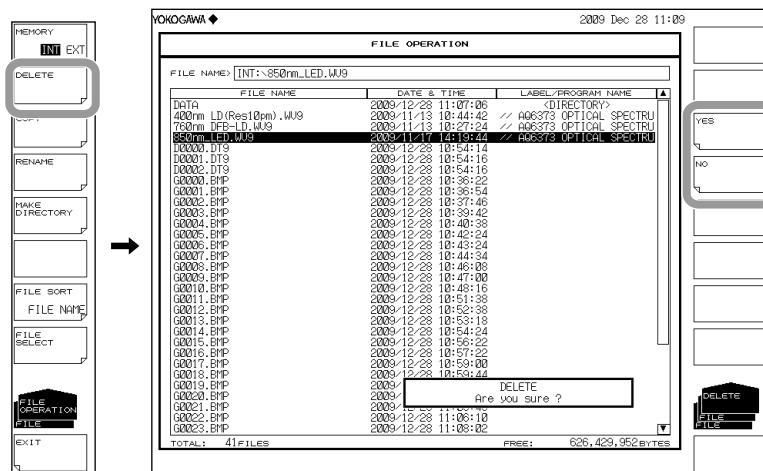 MEMORY
INT EXT
DELETE
COPY
RENAME
MAKE
DIRECTORY
FILE SORT
FILE NAME
FILE
SELECT
FILE
OPERATION
FILE
EXIT
YOKOGAWA 2009 Dec 28 11:09
FILE OPERATION
FILE NAME> INT:\850nm_LED.WU9
FILE NAME DATE & TIME LABEL/PROGRAM NAME
DATA 2009/12/28 11:07:06 <DIRECTORY>
400nm LD(Res10pm).WU9 2009/11/13 10:44:42 // AQ6373 OPTICAL SPECTRU
760nm DFB-LD.WU9 2009/11/13 10:27:24 // AQ6373 OPTICAL SPECTRU
850nm_LED.WU9 2009/11/17 14:19:44 // AQ6373 OPTICAL SPECTRU
D0000.DT9 2009/12/28 10:54:14
D0001.DT9 2009/12/28 10:54:16
D0002.DT9 2009/12/28 10:54:16
G0000.BMP 2009/12/28 10:36:22
G0001.BMP 2009/12/28 10:36:54
G0002.BMP 2009/12/28 10:37:46
G0003.BMP 2009/12/28 10:39:42
G0004.BMP 2009/12/28 10:40:38
G0005.BMP 2009/12/28 10:42:24
G0006.BMP 2009/12/28 10:43:24
G0007.BMP 2009/12/28 10:44:34
G0008.BMP 2009/12/28 10:46:08
G0009.BMP 2009/12/28 10:47:00
G0010.BMP 2009/12/28 10:48:16
G0011.BMP 2009/12/28 10:51:38
G0012.BMP 2009/12/28 10:52:38
G0013.BMP 2009/12/28 10:53:18
G0014.BMP 2009/12/28 10:54:24
G0015.BMP 2009/12/28 10:56:22
G0016.BMP 2009/12/28 10:57:22
G0017.BMP 2009/12/28 10:59:00
G0018.BMP 2009/12/28 10:59:44
G0019.BMP 2009/
G0020.BMP 2009/
G0021.BMP
G0022.BMP 2009/12/28 11:06:10
G0023.BMP 2009/12/28 11:08:02
DELETE
Are you sure ?
TOTAL: 41FILES FREE: 626,429,952BYTES
YES
NO
DELETE
FILE
FILE